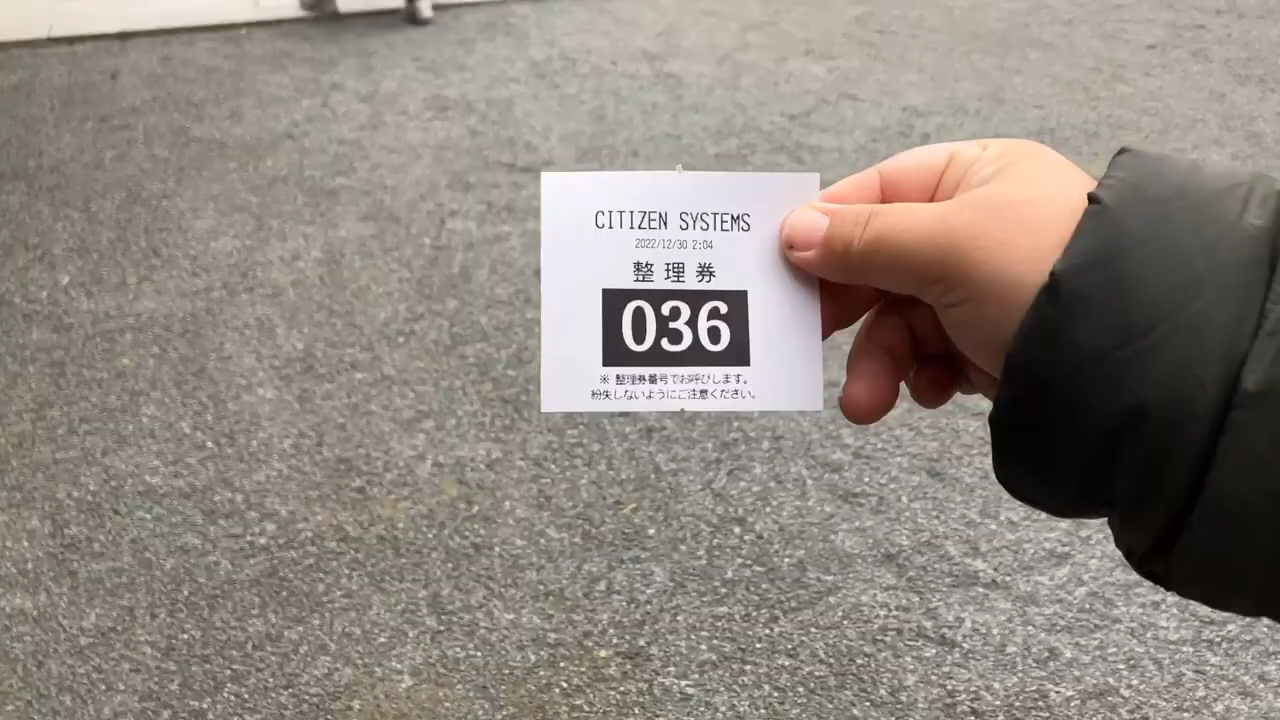 CITIZEN SYSTEMS
2022/12/30 2:04
整理券
036
※ 整理券番号でお呼びします。
紛失しないようにご注意ください。